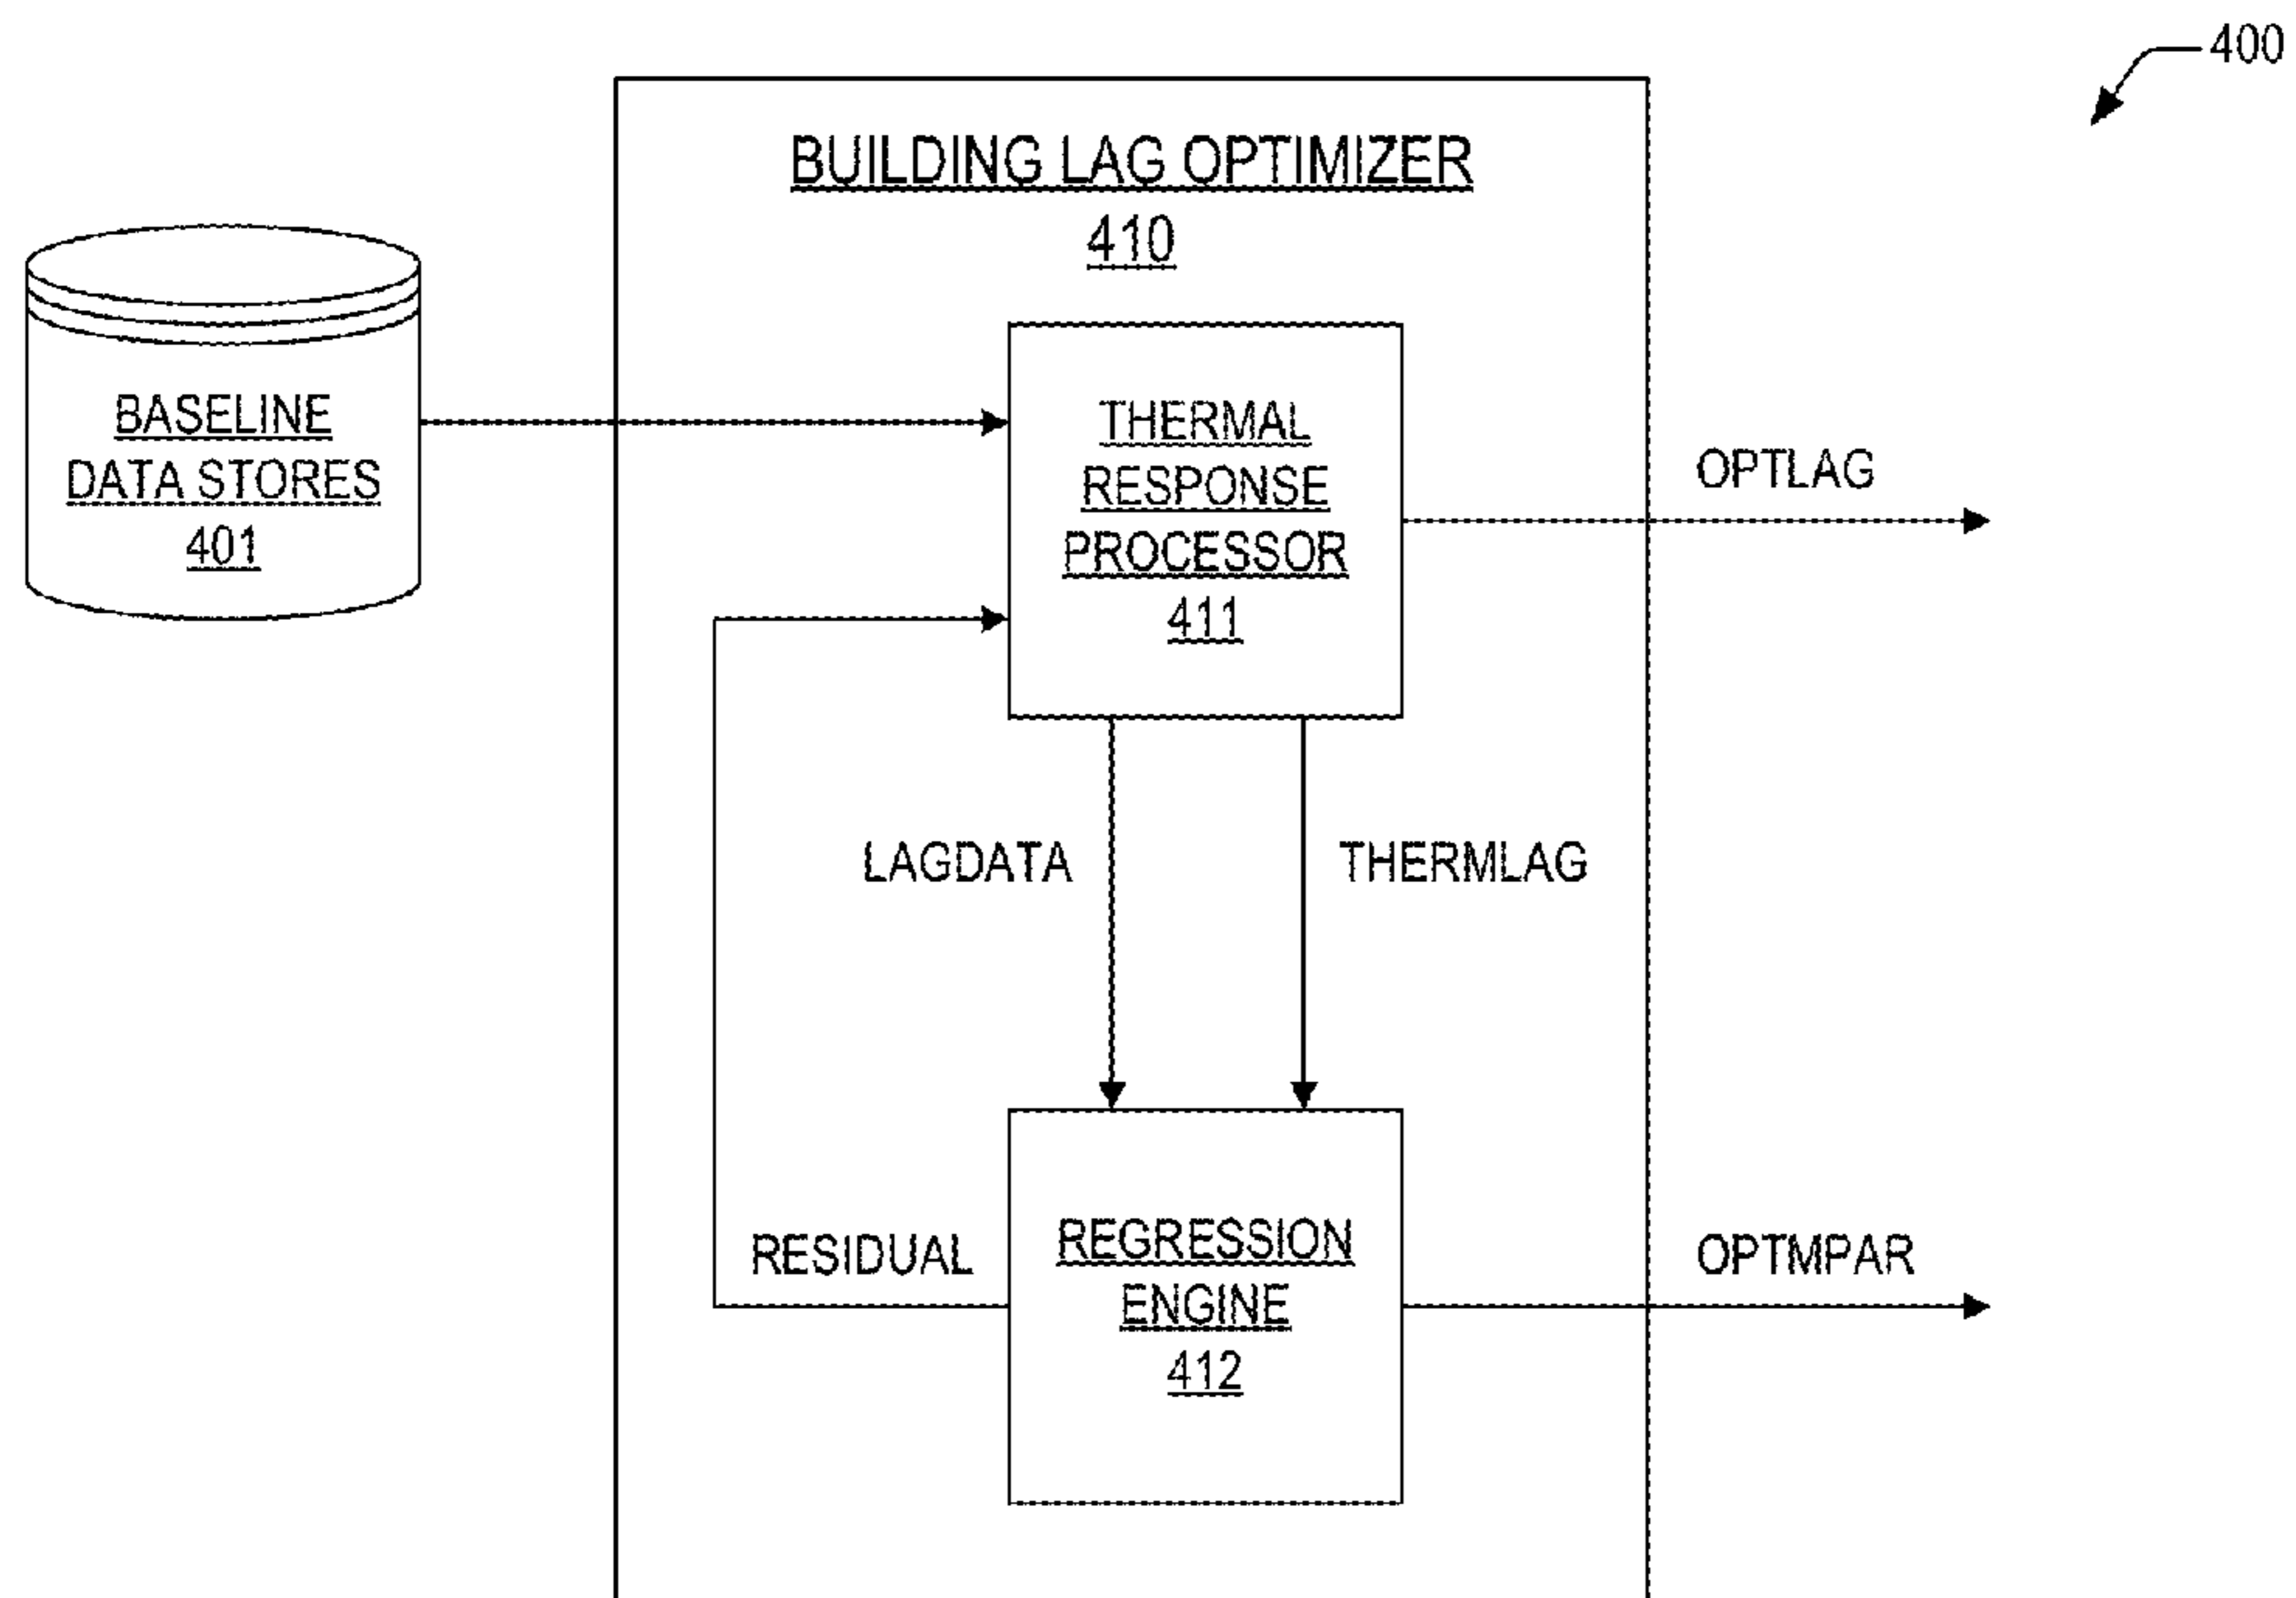 400
BUILDING LAG OPTIMIZER
410
BASELINE
DATA STORES
401
THERMAL
RESPONSE
PROCESSOR
411
OPTLAG
LAGDATA
THERMLAG
RESIDUAL
REGRESSION
ENGINE
412
OPTMPAR